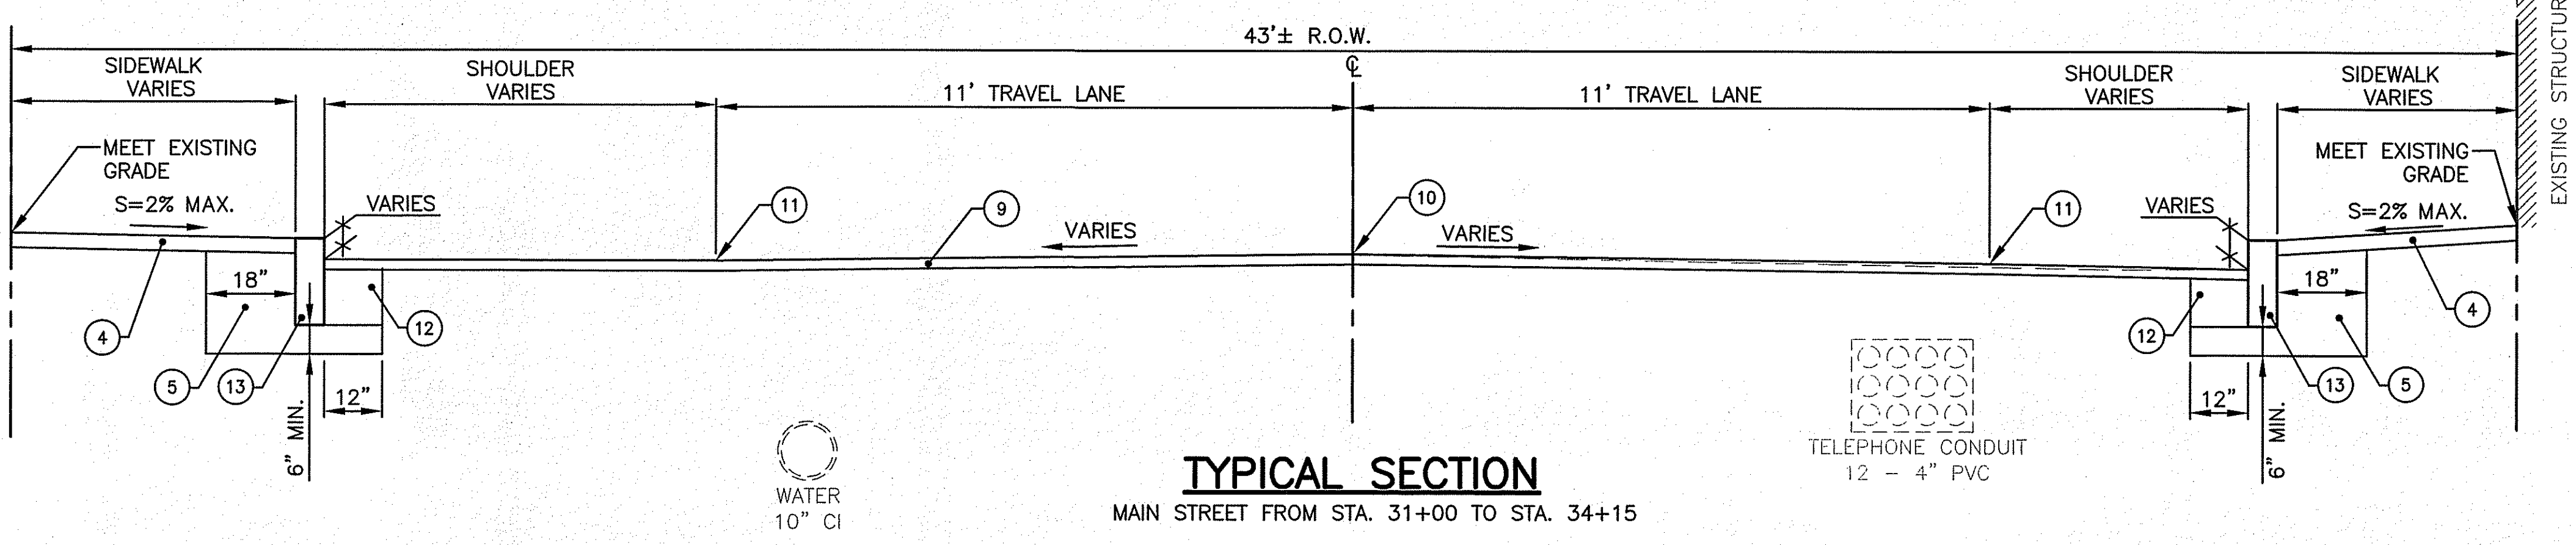 43'± R.O.W.
SIDEWALK
VARIES
SHOULDER
VARIES
11' TRAVEL LANE
℄
11' TRAVEL LANE
SHOULDER
VARIES
SIDEWALK
VARIES
MEET EXISTING
GRADE
S=2% MAX.
VARIES
11
9
VARIES
10
VARIES
11
VARIES
MEET EXISTING
GRADE
S=2% MAX.
18"
4
5
13
12
12"
6" MIN.
WATER
10" CI
TELEPHONE CONDUIT
12 - 4" PVC
12
18"
4
13
5
12"
6" MIN.
TYPICAL SECTION
MAIN STREET FROM STA. 31+00 TO STA. 34+15